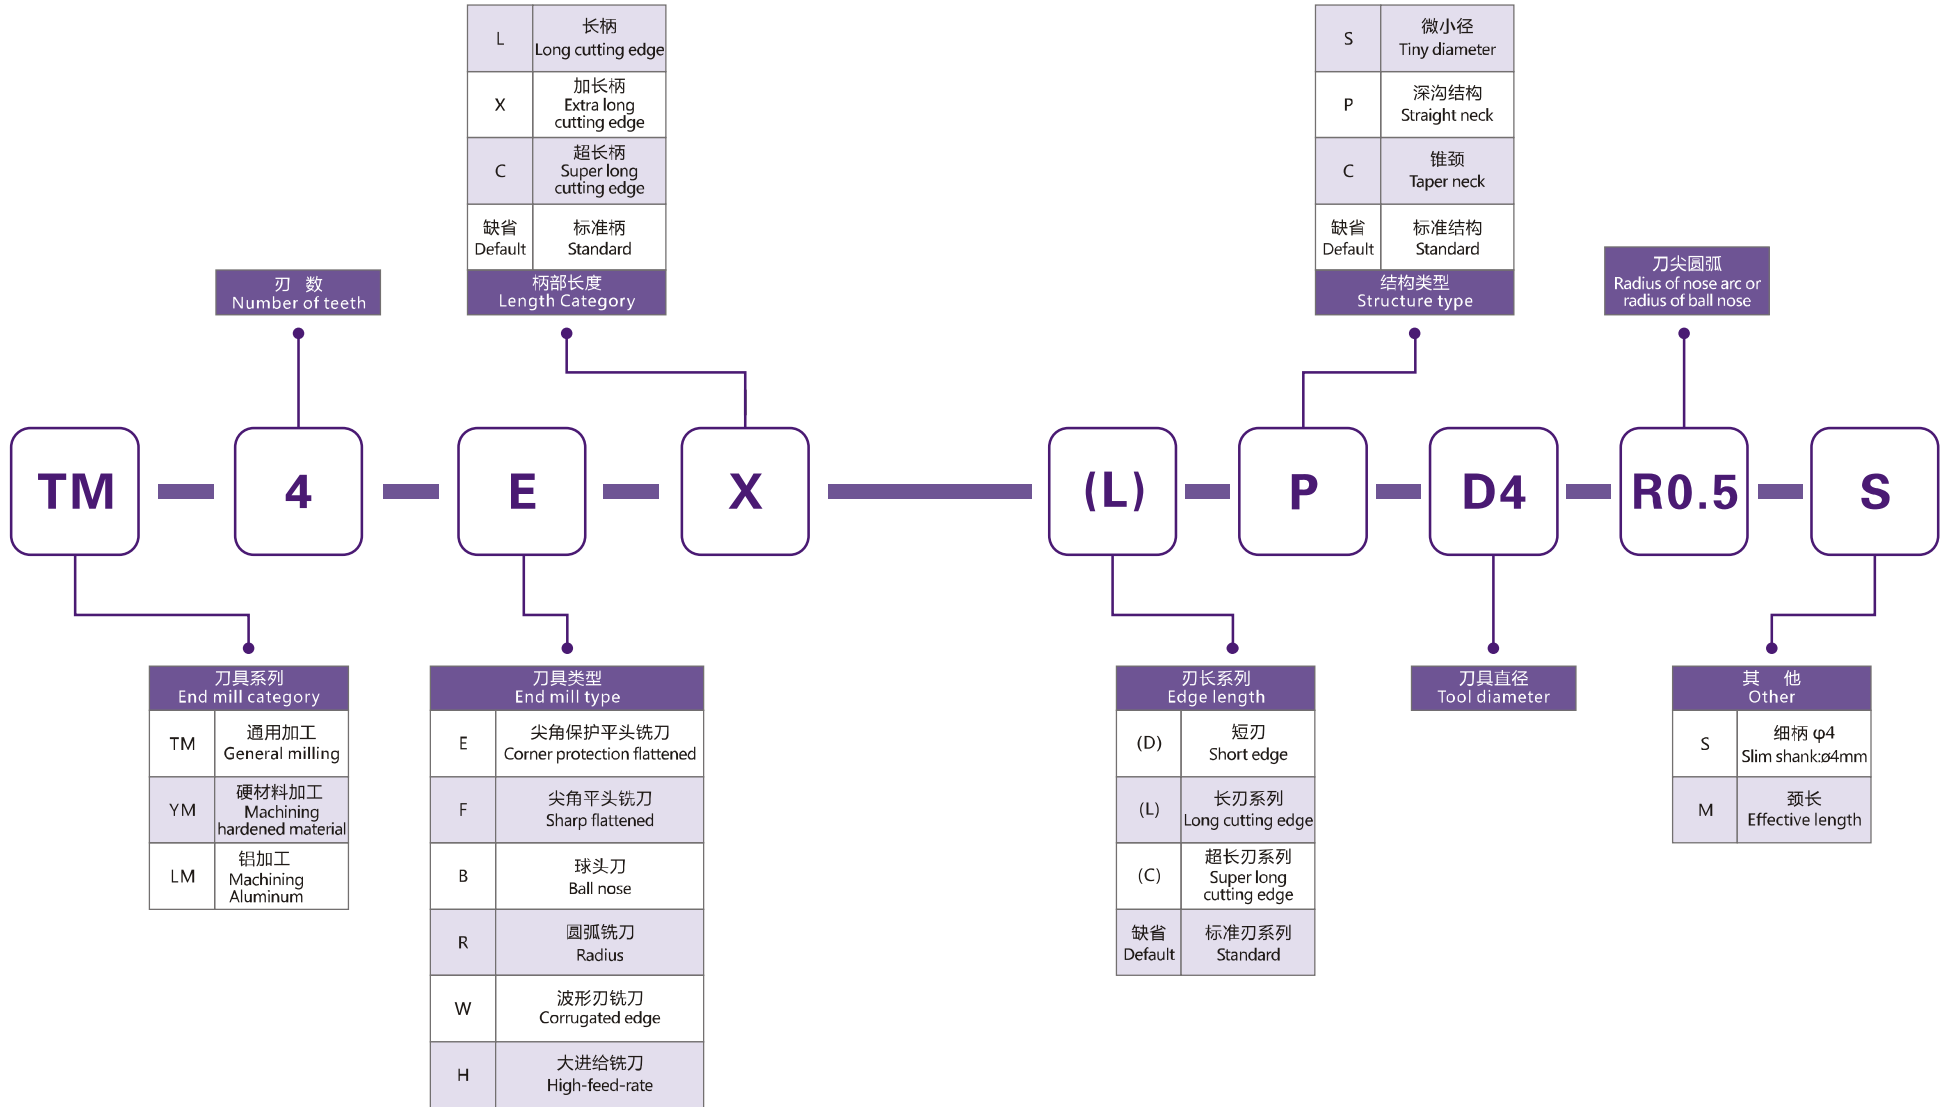 L
长柄
Long cutting edge
X
加长柄
Extra long
cutting edge
C
超长柄
Super long
cutting edge
缺省
Default
标准柄
Standard
柄部长度
Length Category
S
微小径
Tiny diameter
P
深沟结构
Straight neck
C
锥颈
Taper neck
缺省
Default
标准结构
Standard
结构类型
Structure type
刃 数
Number of teeth
刀尖圆弧
Radius of nose arc or
radius of ball nose
TM
4
E
X
(L)
P
D4
R0.5
S
刀具系列
End mill category
TM
通用加工
General milling
YM
硬材料加工
Machining
hardened material
LM
铝加工
Machining
Aluminum
刀具类型
End mill type
E
尖角保护平头铣刀
Corner protection flattened
F
尖角平头铣刀
Sharp flattened
B
球头刀
Ball nose
R
圆弧铣刀
Radius
W
波形刃铣刀
Corrugated edge
H
大进给铣刀
High-feed-rate
刃长系列
Edge length
(D)
短刃
Short edge
(L)
长刃系列
Long cutting edge
(C)
超长刃系列
Super long
cutting edge
缺省
Default
标准刃系列
Standard
刀具直径
Tool diameter
其 他
Other
S
细柄 φ4
Slim shank:ø4mm
M
颈长
Effective length